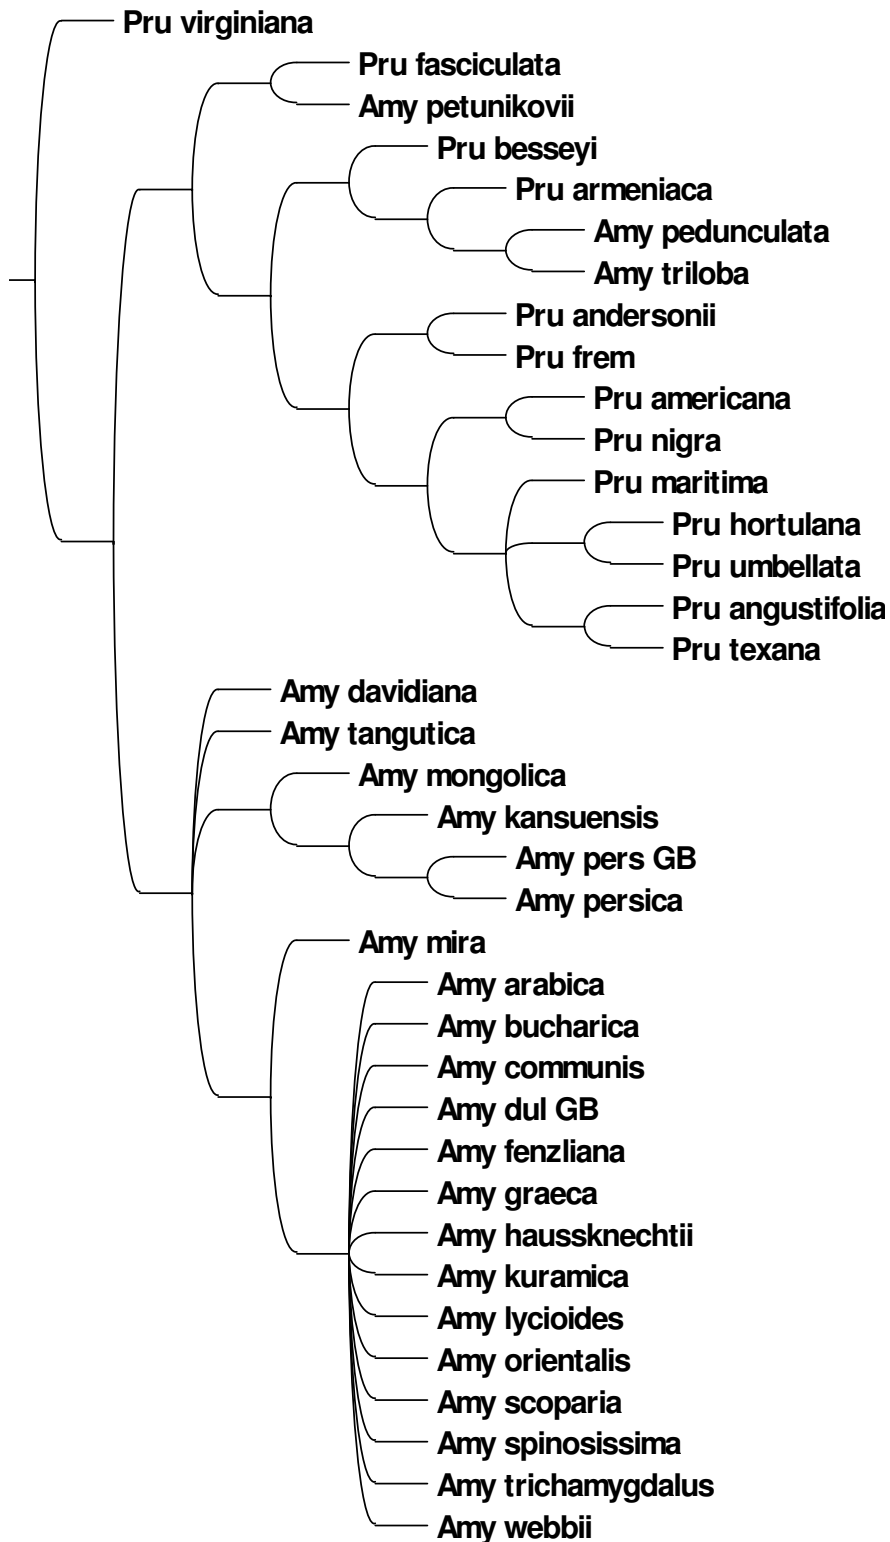 Pru virginiana
Pru fasciculata
Amy petunikovii
Pru besseyi
Pru armeniaca
Amy pedunculata
Amy triloba
Pru andersonii
Pru frem
Pru americana
Pru nigra
Pru maritima
Pru hortulana
Pru umbellata
Pru angustifolia
Pru texana
Amy davidiana
Amy tangutica
Amy mongolica
Amy kansuensis
Amy pers GB
Amy persica
Amy mira
Amy arabica
Amy bucharica
Amy communis
Amy dul GB
Amy fenzliana
Amy graeca
Amy haussknechtii
Amy kuramica
Amy lycioides
Amy orientalis
Amy scoparia
Amy spinosissima
Amy trichamygdalus
Amy webbii